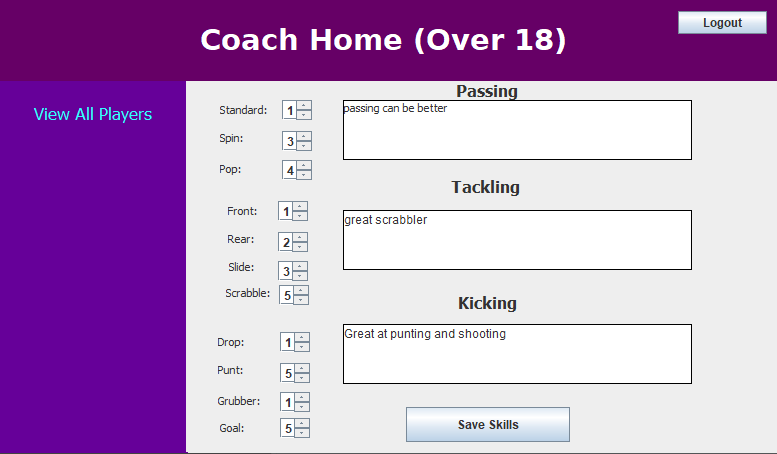 Coach Home (Over 18)
Logout
View All Players
Passing
Standard: 1
passing can be better
Spin: 3
Pop: 4
Tackling
Front: 1
great scrabbler
Rear: 2
Slide: 3
Scrabble: 5
Kicking
Drop: 1
Great at punting and shooting
Punt: 5
Grubber: 1
Goal: 5
Save Skills